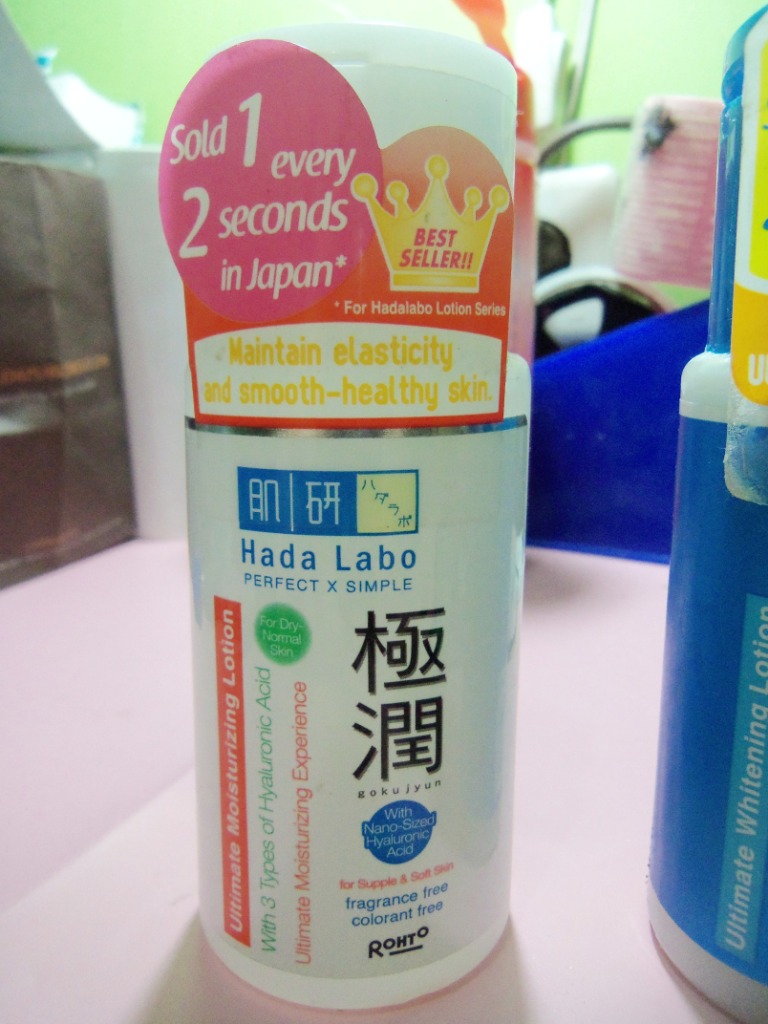 Sold 1 every
2 seconds
in Japan*
BEST
SELLER!!
* For Hadalabo Lotion Series
Maintain elasticity
and smooth-healthy skin.
肌研
ハダラボ
Hada Labo
PERFECT X SIMPLE
Ultimate Moisturizing Lotion
For Dry-
Normal
Skin
With 3 Types of Hyaluronic Acid
Ultimate Moisturizing Experience
極潤
gokujyun
With
Nano-Sized
Hyaluronic
Acid
for Supple & Soft Skin
fragrance free
colorant free
ROHTO
Ultimate Whitening Lotion